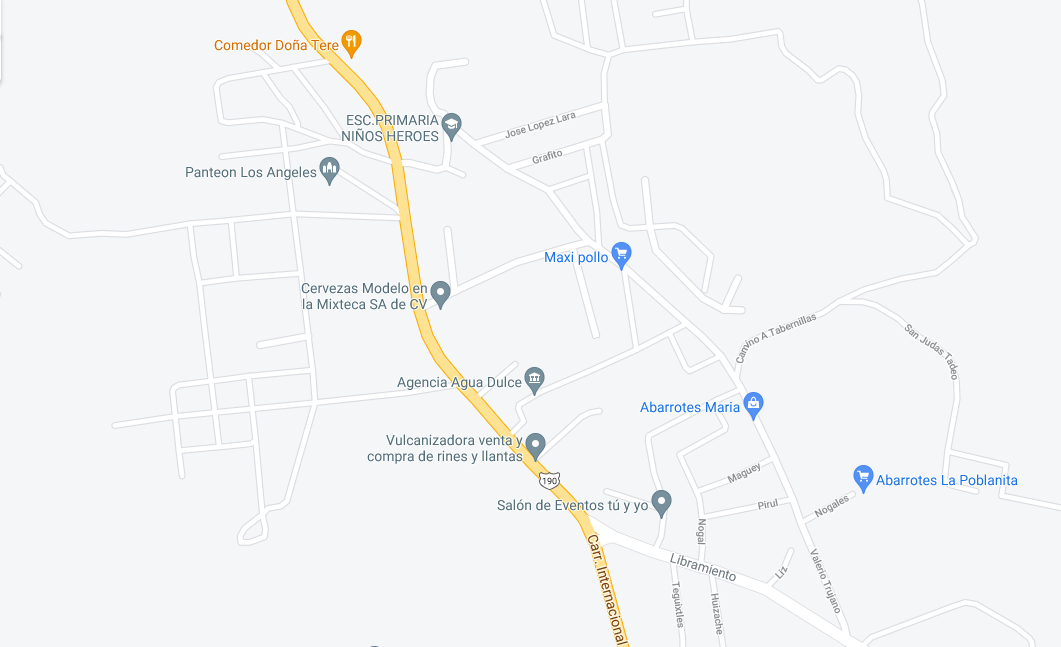 Comedor Doña Tere
ESC.PRIMARIA
NIÑOS HEROES
Jose Lopez Lara
Grafito
Panteon Los Angeles
Maxi pollo
Cervezas Modelo en
la Mixteca SA de CV
Camino A Tabernillas
San Judas Tadeo
Agencia Agua Dulce
Abarrotes Maria
Vulcanizadora venta y
compra de rines y llantas
190
Maguey
Abarrotes La Poblanita
Salón de Eventos tú y yo
Pirul
Nogales
Nogal
Carr. Internacional
Libramiento
Liz
Valerio Trujano
Teguixtles
Huizache